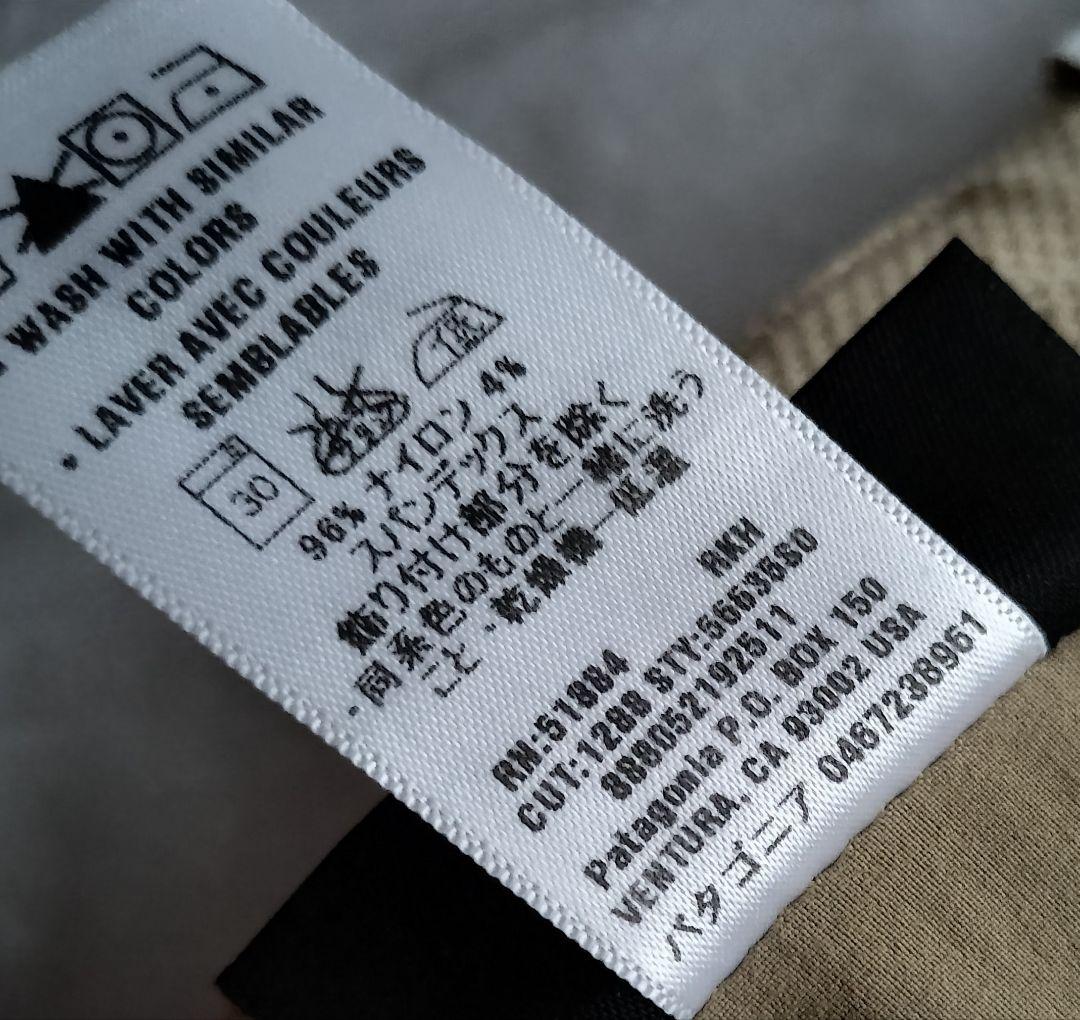 WASH WITH SIMILAR
COLORS
• LAVER AVEC COULEURS
SEMBLABLES
30
低
96% ナイロン 4%
スパンデックス
飾り付け部分を除く
・同系色のものと一緒に洗う
こと ・乾燥機－低温
RN:51884 RKH
CUT:1288 STY:56635S0
888052192511
Patagonia P.O. BOX 150
VENTURA, CA 93002 USA
パタゴニア 0467238961